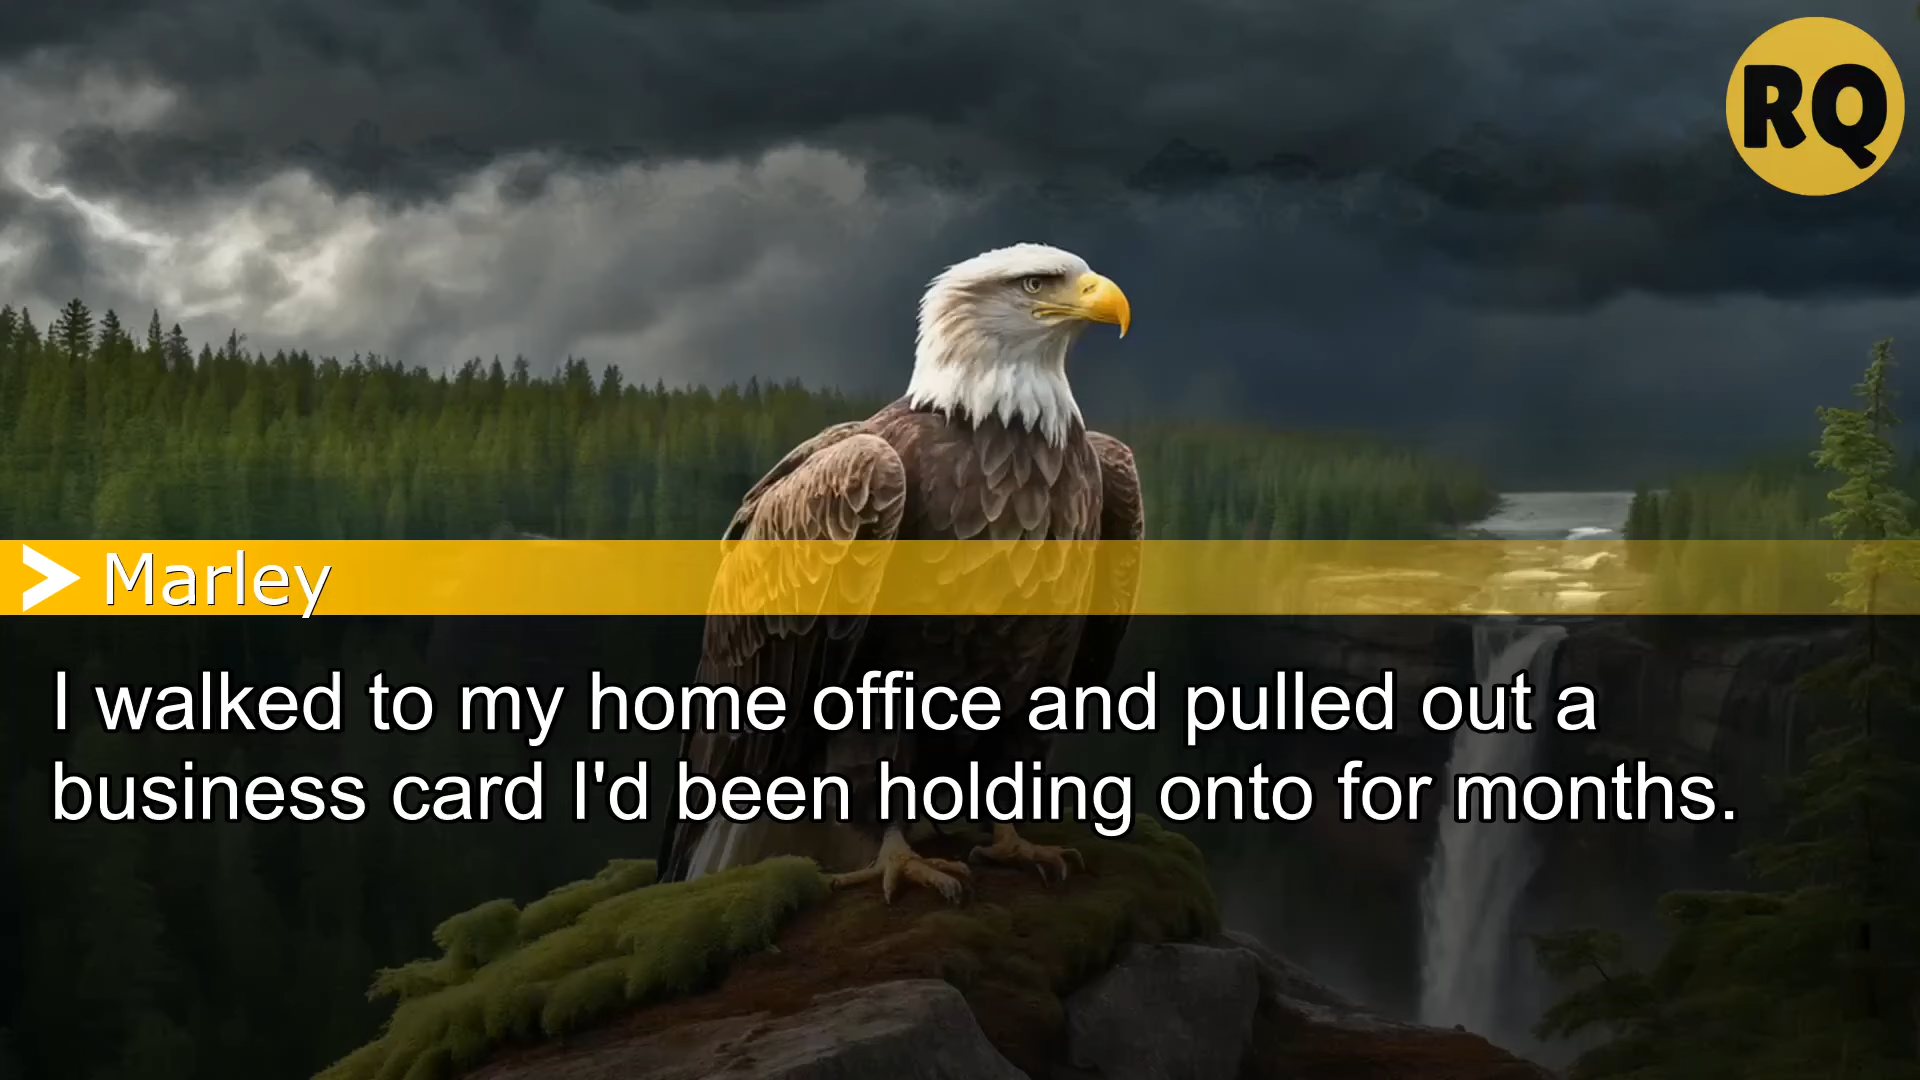 RQ
Marley
I walked to my home office and pulled out a
business card I'd been holding onto for months.